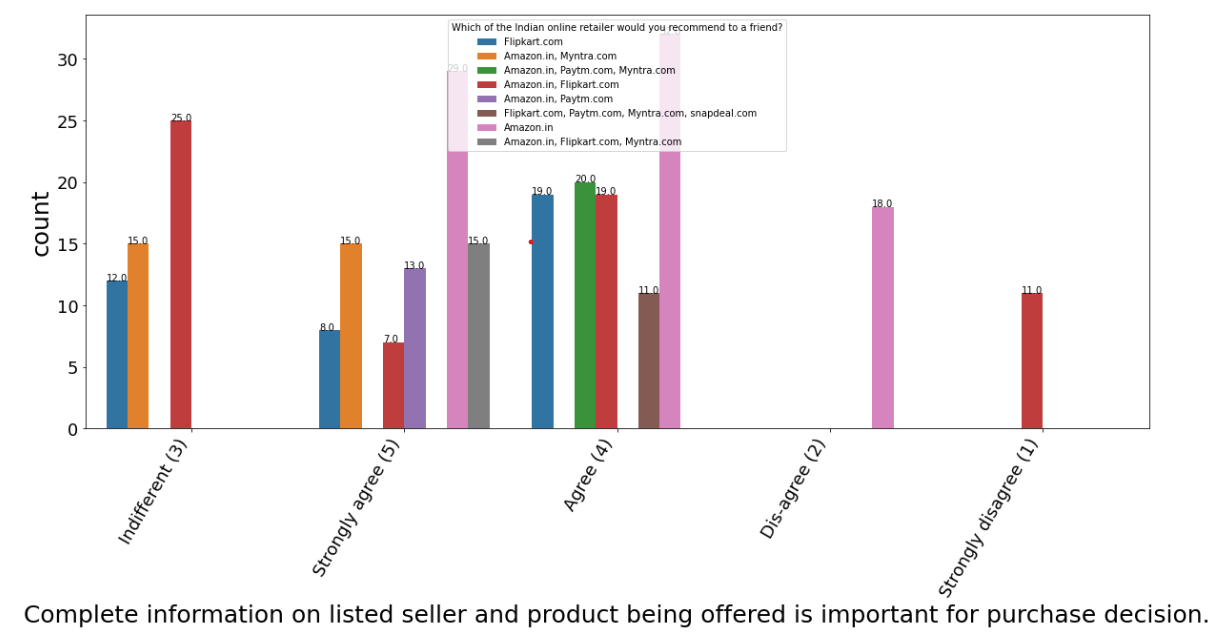 Which of the Indian online retailer would you recommend to a friend?
Flipkart.com
Amazon.in, Myntra.com
Amazon.in, Paytm.com, Myntra.com
Amazon.in, Flipkart.com
Amazon.in, Paytm.com
Flipkart.com, Paytm.com, Myntra.com, snapdeal.com
Amazon.in
Amazon.in, Flipkart.com, Myntra.com
count
30
25
20
15
10
5
0
12.0
15.0
25.0
8.0
15.0
7.0
13.0
29.0
15.0
19.0
20.0
19.0
11.0
18.0
11.0
Indifferent (3)
Strongly agree (5)
Agree (4)
Dis-agree (2)
Strongly disagree (1)
Complete information on listed seller and product being offered is important for purchase decision.